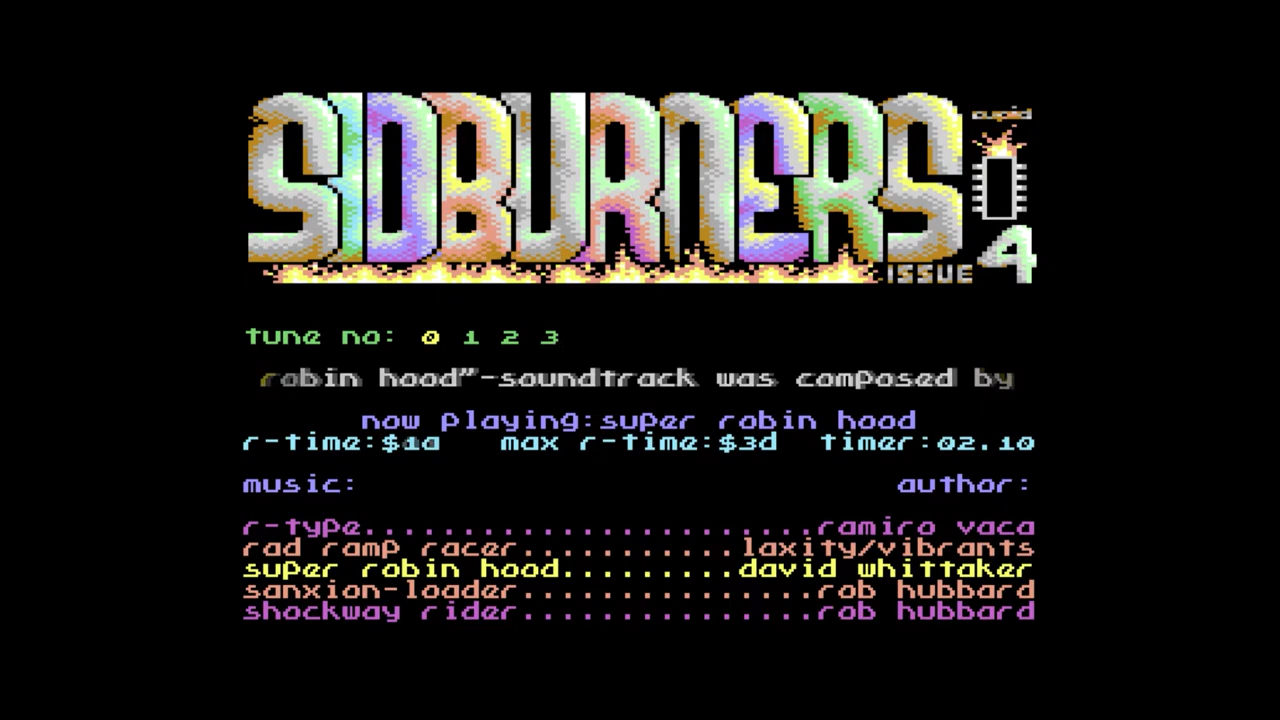 SIDBURNERS
cupid
ISSUE 4
tune no: 0 1 2 3
robin hood"-soundtrack was composed by
now playing:super robin hood
r-time:$1a max r-time:$3d timer:02.10
music: author:
r-type.......................ramiro vaca
rad ramp racer...........laxity/vibrants
super robin hood.........david whittaker
sanxion-loader...............rob hubbard
shockway rider...............rob hubbard